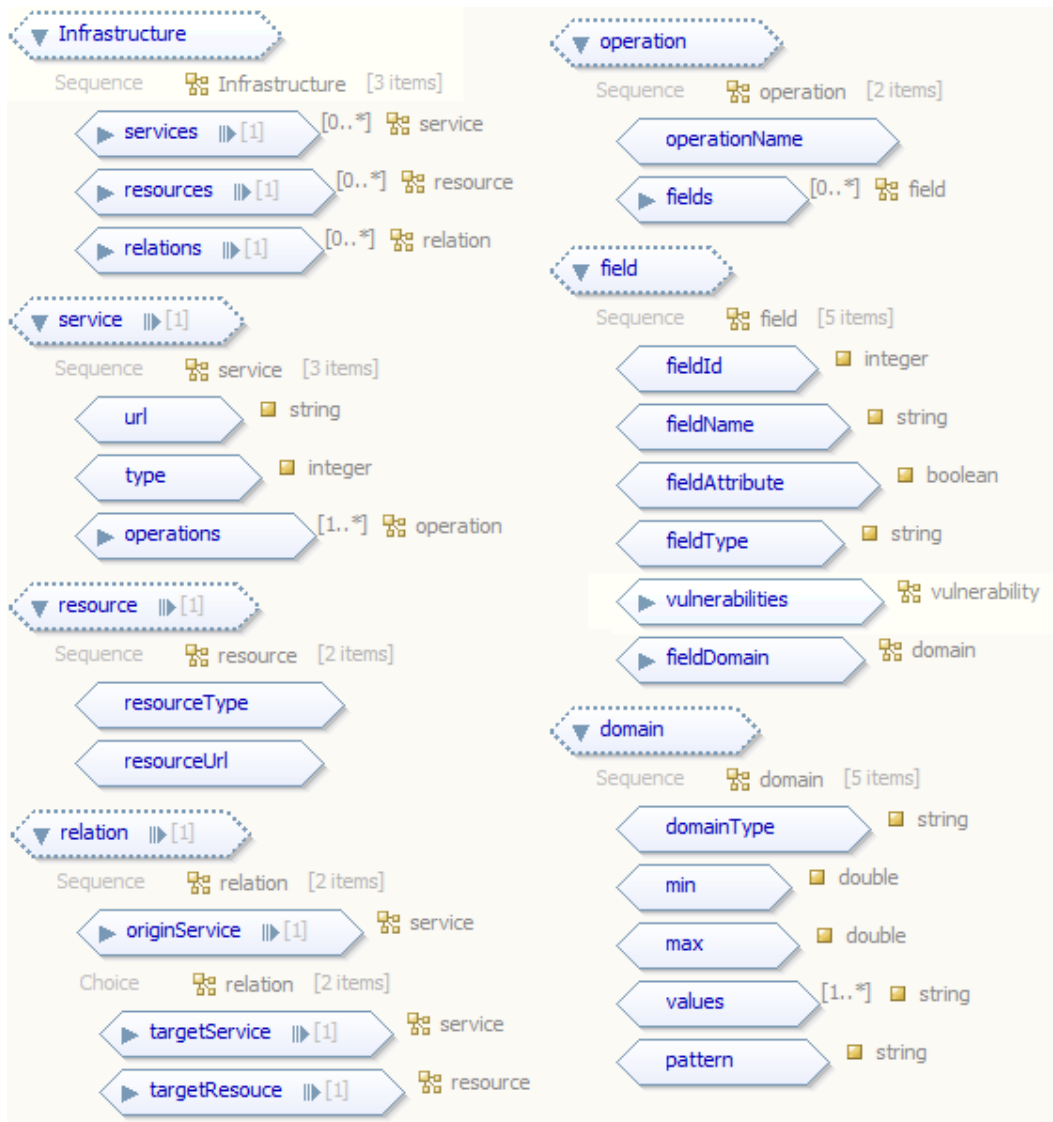 Infrastructure
Sequence Infrastructure [3 items]
services [1] [0..*] service
resources [1] [0..*] resource
relations [1] [0..*] relation
service [1]
Sequence service [3 items]
url string
type integer
operations [1..*] operation
resource [1]
Sequence resource [2 items]
resourceType
resourceUrl
relation [1]
Sequence relation [2 items]
originService [1] service
Choice relation [2 items]
targetService [1] service
targetResouce [1] resource
operation
Sequence operation [2 items]
operationName
fields [0..*] field
field
Sequence field [5 items]
fieldId integer
fieldName string
fieldAttribute boolean
fieldType string
vulnerabilities vulnerability
fieldDomain domain
domain
Sequence domain [5 items]
domainType string
min double
max double
values [1..*] string
pattern string